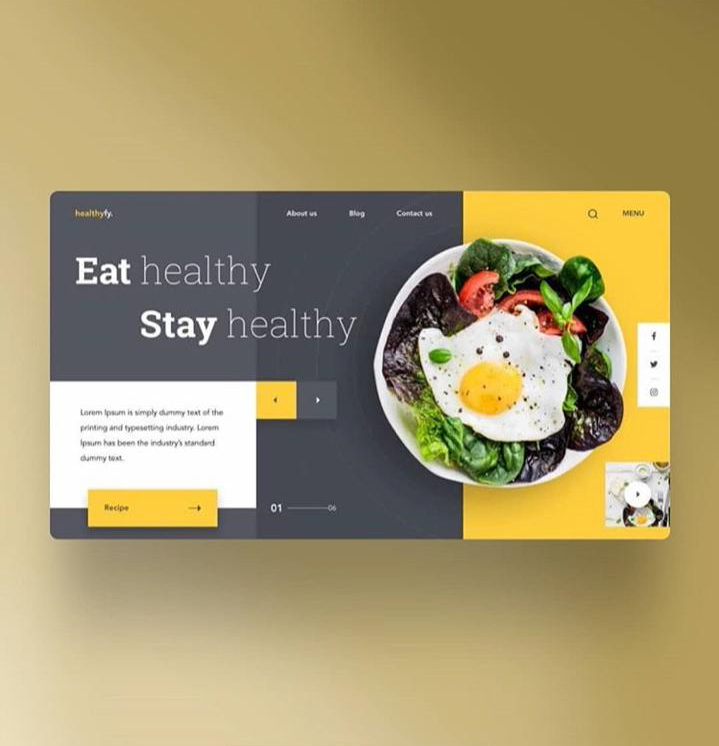 healthyfy.
About us
Blog
Contact us
MENU
Eat healthy
Stay healthy
Lorem Ipsum is simply dummy text of the
printing and typesetting industry. Lorem
Ipsum has been the industry's standard
dummy text.
Recipe
01
06